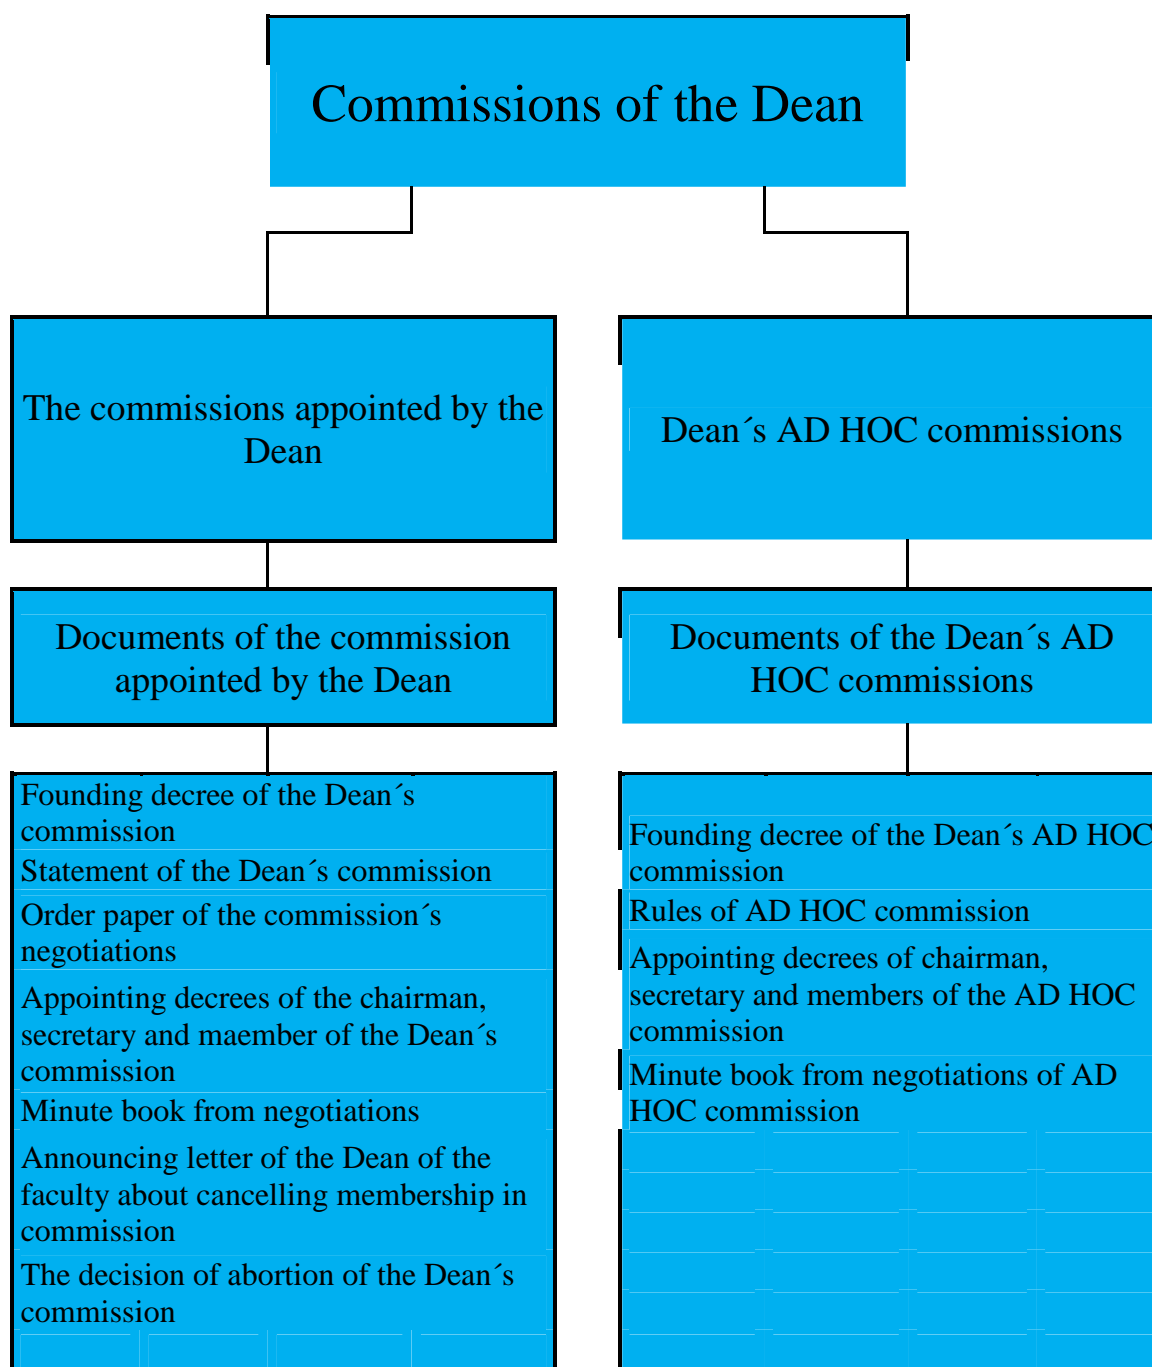 Commissions of the Dean
The commissions appointed by the
Dean
Dean´s AD HOC commissions
Documents of the commission
appointed by the Dean
Documents of the Dean´s AD
HOC commissions
Founding decree of the Dean´s
commission
Statement of the Dean´s commission
Order paper of the commission´s
negotiations
Appointing decrees of the chairman,
secretary and maember of the Dean´s
commission
Minute book from negotiations
Announcing letter of the Dean of the
faculty about cancelling membership in
commission
The decision of abortion of the Dean´s
commission
Founding decree of the Dean´s AD HOC
commission
Rules of AD HOC commission
Appointing decrees of chairman,
secretary and members of the AD HOC
commission
Minute book from negotiations of AD
HOC commission